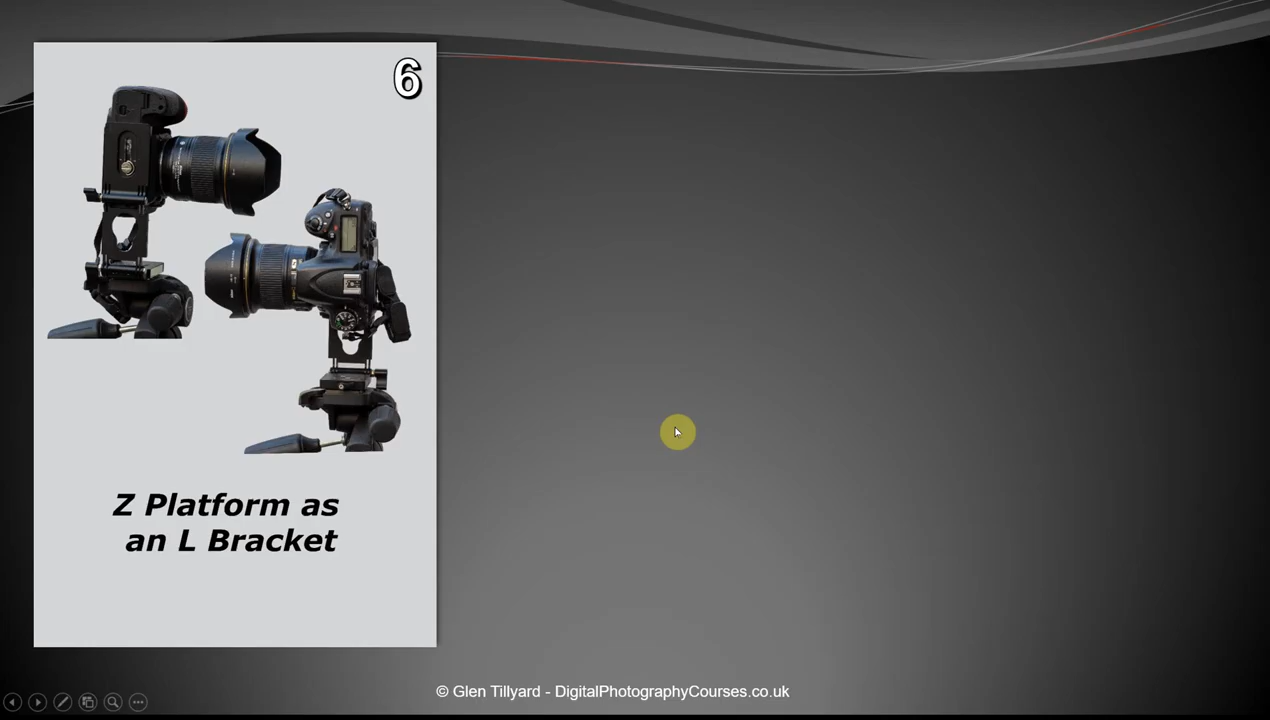 6
Z Platform as
an L Bracket
© Glen Tillyard - DigitalPhotographyCourses.co.uk